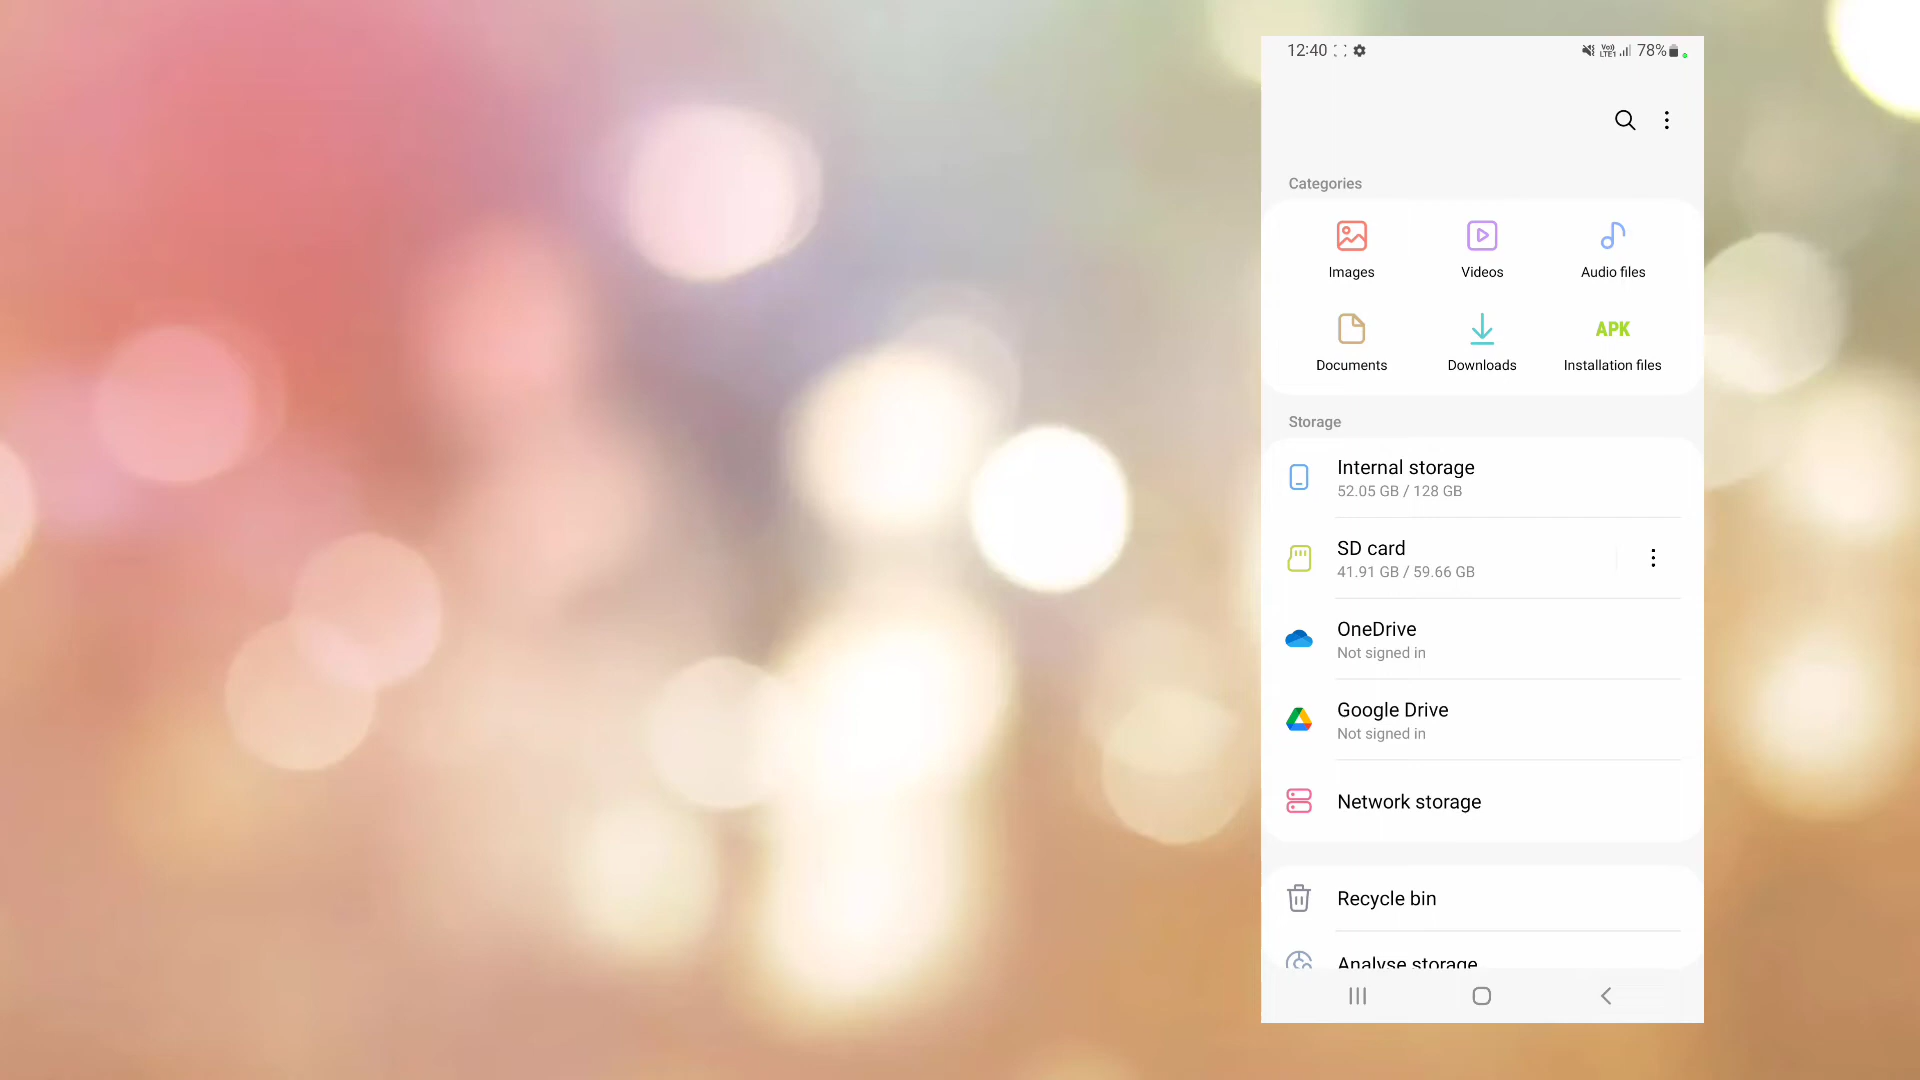 12:40
Vo))
LTE1
78%
Categories
Images
Videos
Audio files
Documents
Downloads
APK
Installation files
Storage
Internal storage
52.05 GB / 128 GB
SD card
41.91 GB / 59.66 GB
OneDrive
Not signed in
Google Drive
Not signed in
Network storage
Recycle bin
Analyse storage